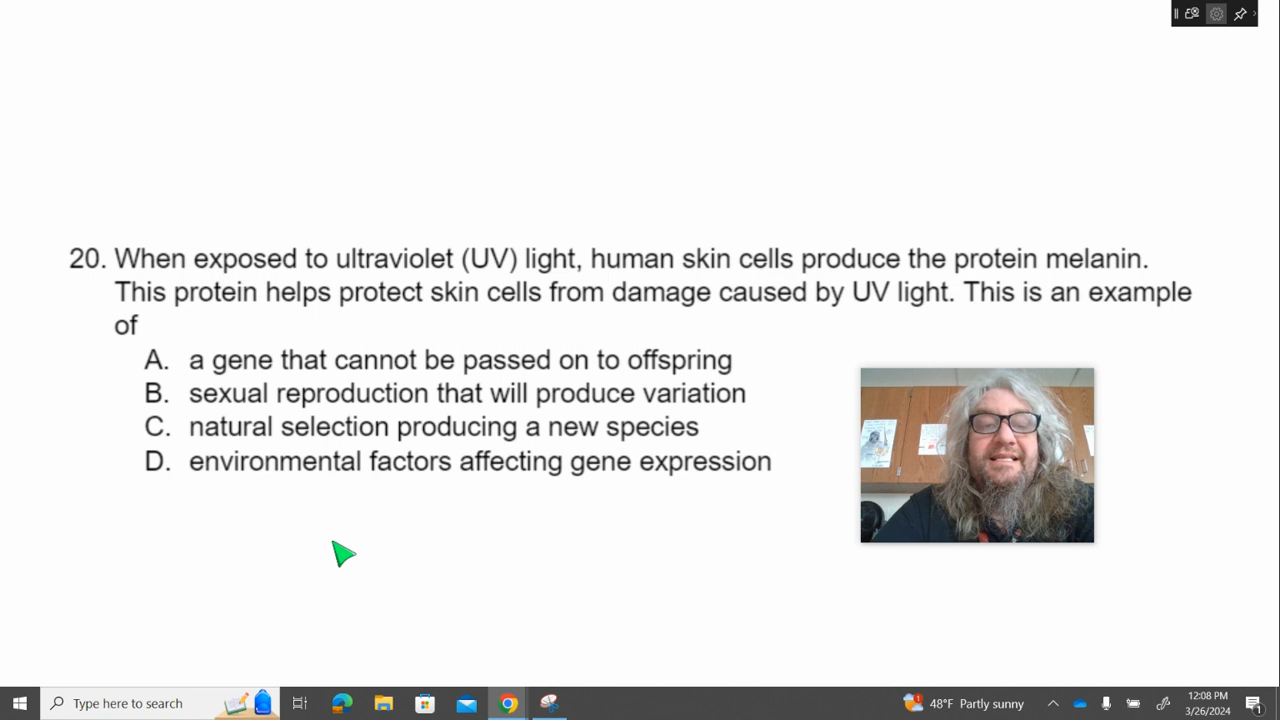 20. When exposed to ultraviolet (UV) light, human skin cells produce the protein melanin.
This protein helps protect skin cells from damage caused by UV light. This is an example
of
A. a gene that cannot be passed on to offspring
B. sexual reproduction that will produce variation
C. natural selection producing a new species
D. environmental factors affecting gene expression
Type here to search
1
48°F Partly sunny
12:08 PM
3/26/2024
1